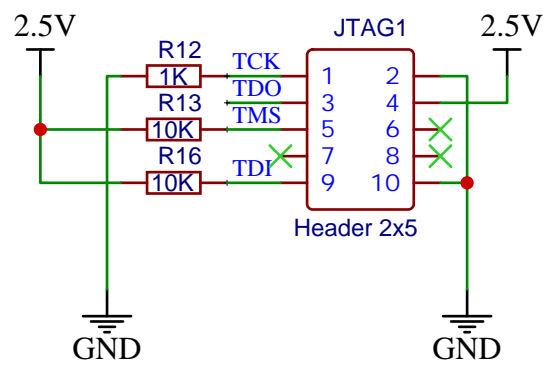 2.5V
JTAG1
2.5V
R12
TCK
1K
1
2
TDO
R13
3
4
TMS
10K
5
6
R16
7
8
TDI
10K
9
10
Header 2x5
GND
GND